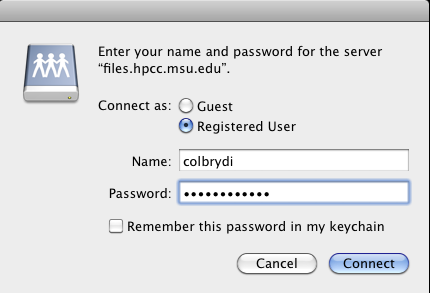 Enter your name and password for the server
“files.hpcc.msu.edu”.
Connect as: Guest
Registered User
Name: colbrydi
Password: ••••••••••••
Remember this password in my keychain
Cancel Connect